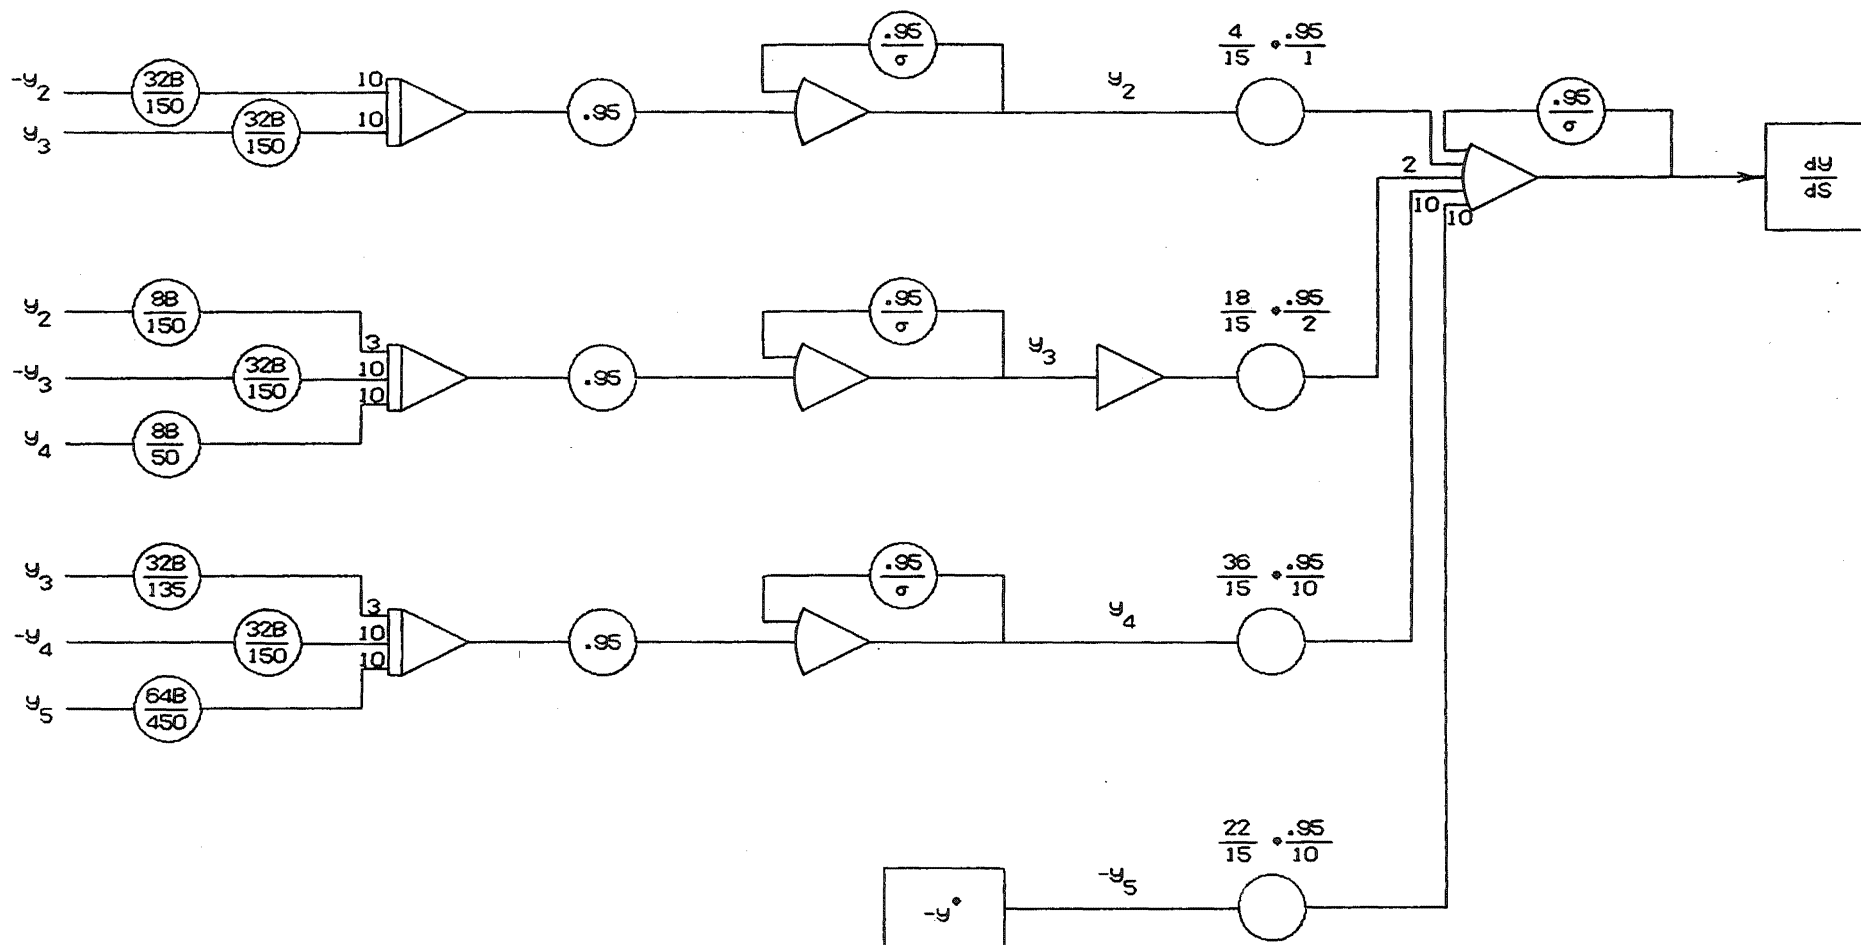 -y₂
32B
150
10
y₃
32B
150
10
.95
.95
σ
y₂
4/15 • .95/1
.95
σ
2
10
10
dy
dS
y₂
8B
150
3
-y₃
32B
150
10
y₄
8B
50
10
.95
.95
σ
y₃
18/15 • .95/2
y₃
32B
135
3
-y₄
32B
150
10
y₅
64B
450
10
.95
.95
σ
y₄
36/15 • .95/10
-y•
-y₅
22/15 • .95/10